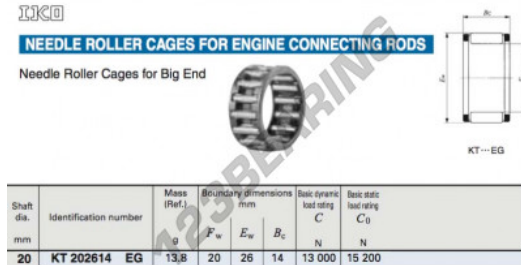 IKO
NEEDLE ROLLER CAGES FOR ENGINE CONNECTING RODS
Needle Roller Cages for Big End
Bc
Ew
KT…EG
123BEARING
Shaft dia. mm
Identification number
Mass (Ref.) g
Boundary dimensions mm
Fw Ew Bc
Basic dynamic load rating C N
Basic static load rating C0 N
20 KT 202614 EG 13,8 20 26 14 13 000 15 200